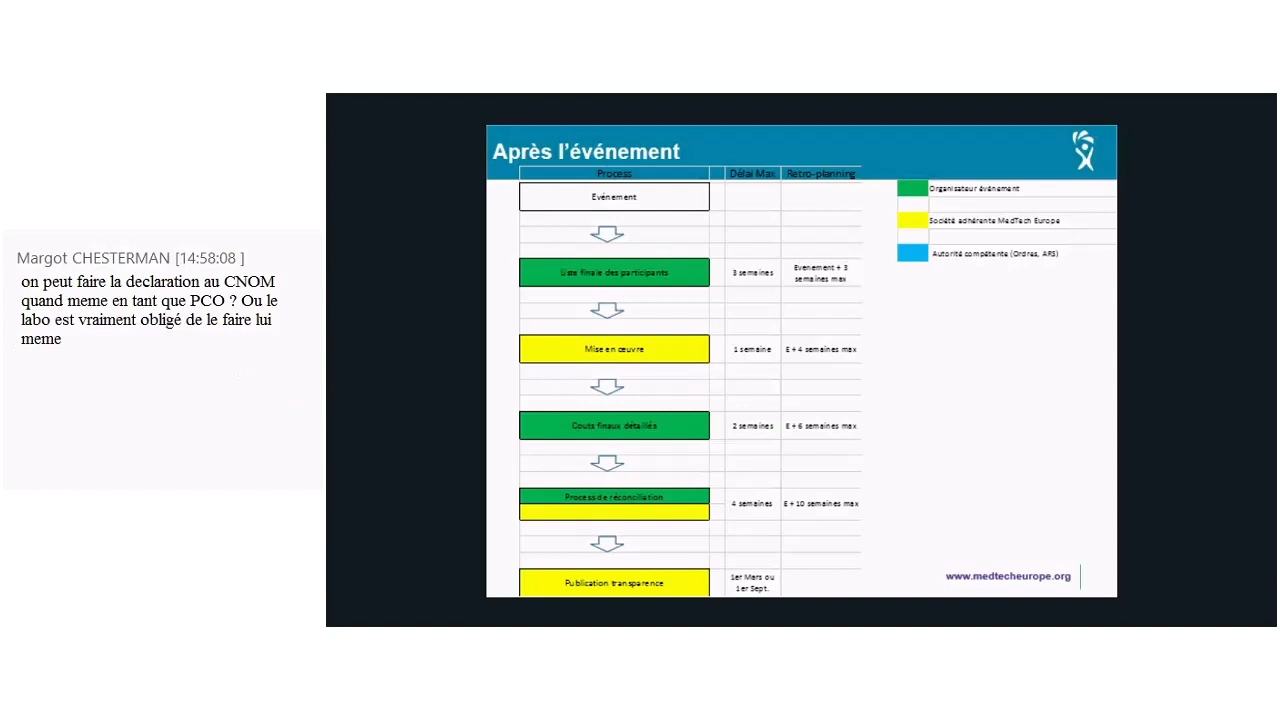 Margot CHESTERMAN [14:58:08 ]
on peut faire la declaration au CNOM
quand meme en tant que PCO ? Ou le
labo est vraiment obligé de le faire lui
meme
Après l’événement
Process Délai Max Retro-planning
Evénement
Liste finale des participants 3 semaines Evenement + 3
semaines max
Mise en œuvre 1 semaine E + 4 semaines max
Couts finaux détaillés 2 semaines E + 6 semaines max
Process de réconciliation 4 semaines E + 10 semaines max
Publication transparence 1er Mars ou
1er Sept.
Organisateur événement
Société adhérente MedTech Europe
Autorité compétente (Ordres, ARS)
www.medtecheurope.org